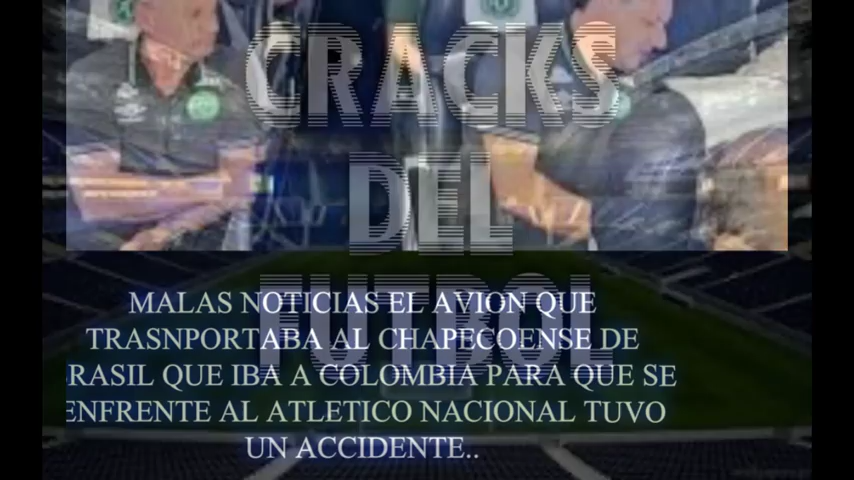 CRACKS
DEL
FUTBOL
MALAS NOTICIAS EL AVION QUE
TRASNPORTABA AL CHAPECOENSE DE
BRASIL QUE IBA A COLOMBIA PARA QUE SE
ENFRENTE AL ATLETICO NACIONAL TUVO
UN ACCIDENTE..